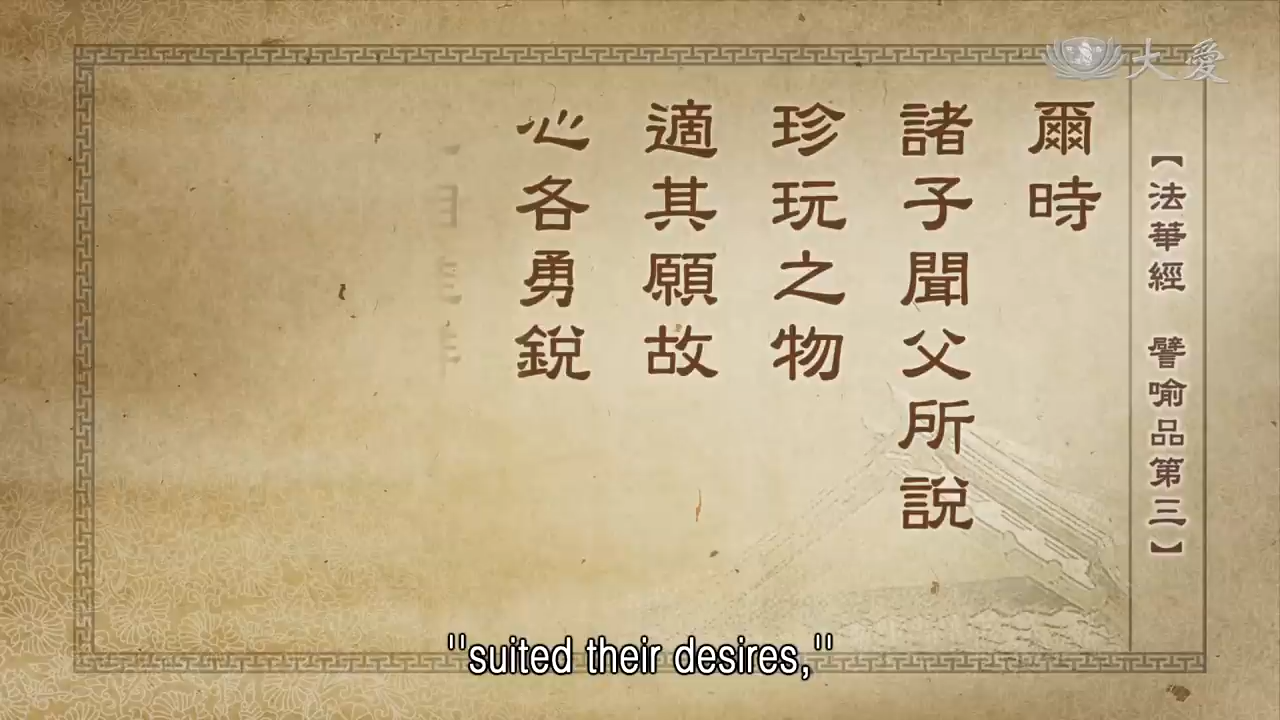 大愛
【法華經 譬喻品第三】
爾時
諸子聞父所說
珍玩之物
適其願故
心各勇銳
"suited their desires,"